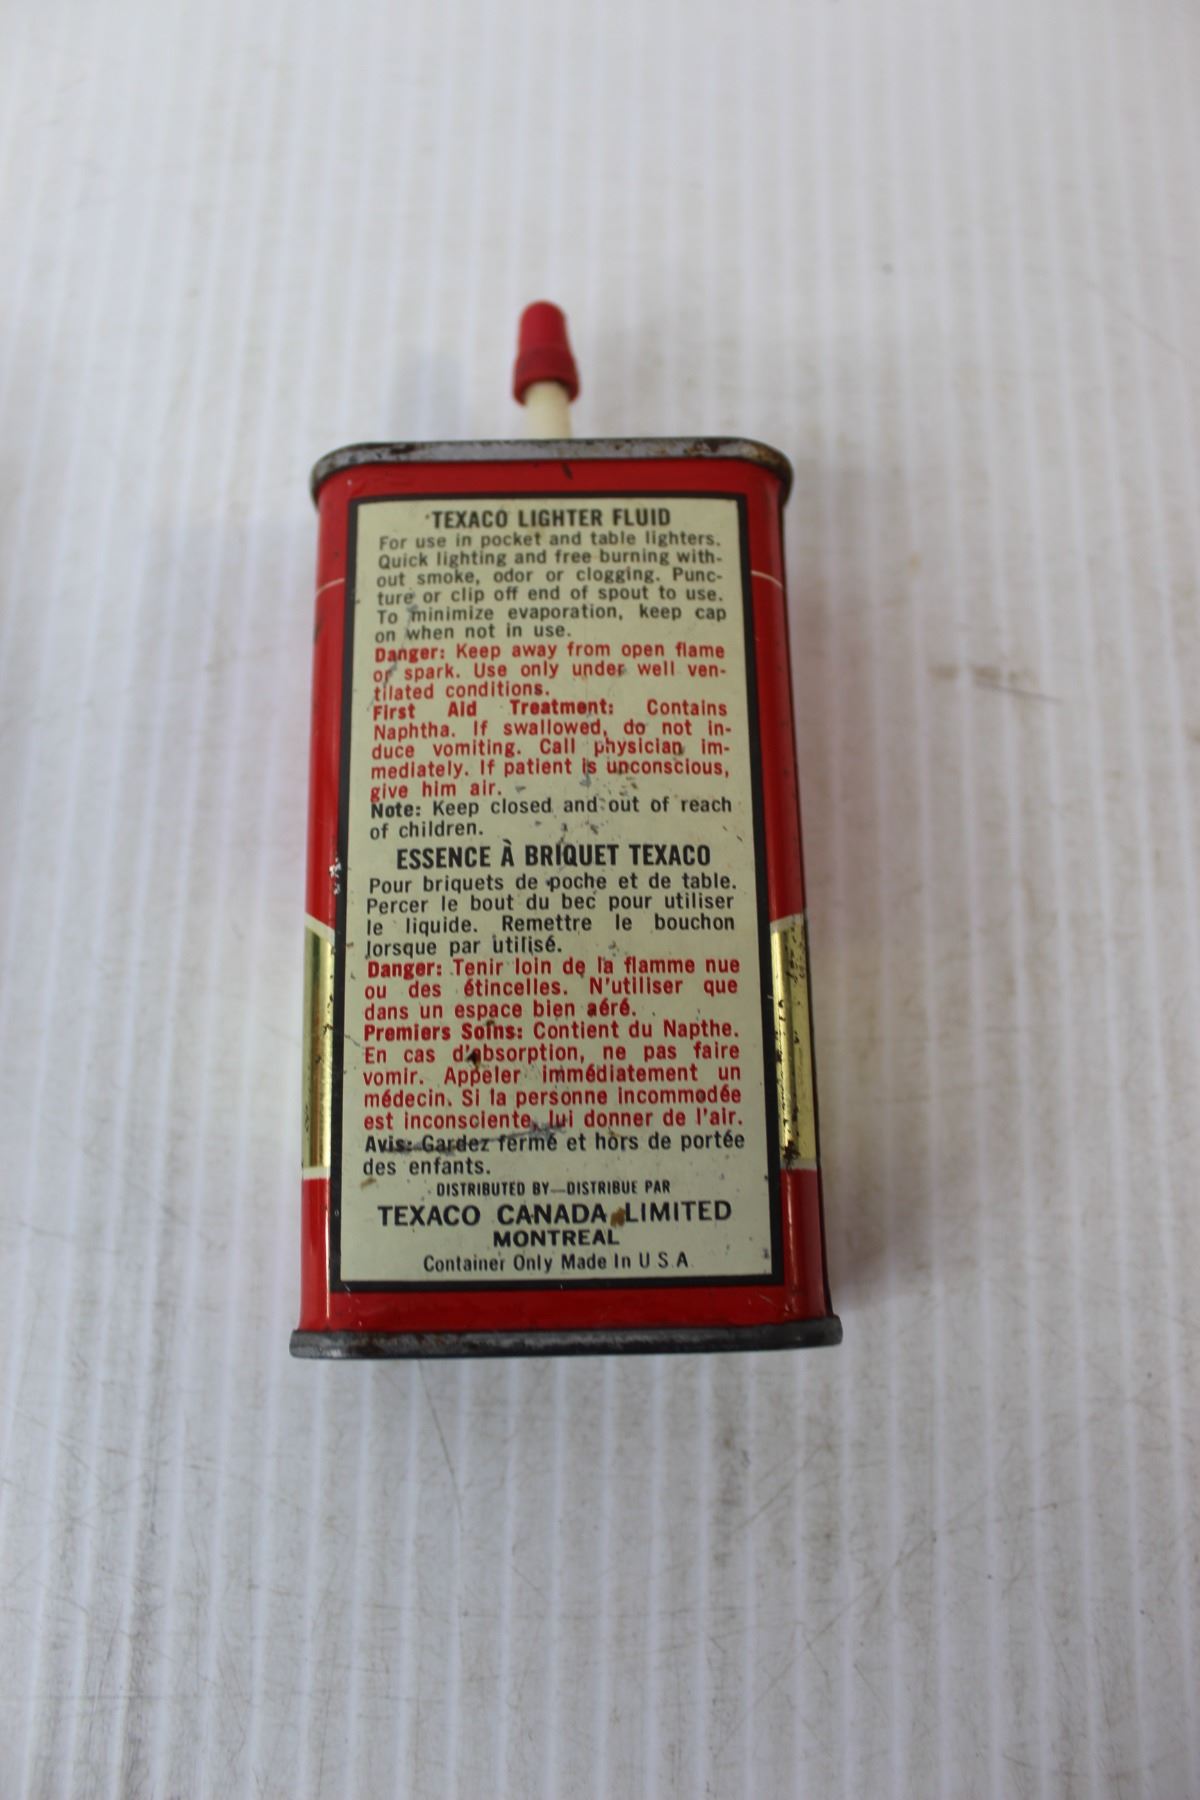 TEXACO LIGHTER FLUID
For use in pocket and table lighters.
Quick lighting and free burning with-
out smoke, odor or clogging. Punc-
ture or clip off end of spout to use.
To minimize evaporation, keep cap
on when not in use.
Danger: Keep away from open flame
or spark. Use only under well ven-
tilated conditions.
First Aid Treatment: Contains
Naphtha. If swallowed, do not in-
duce vomiting. Call physician im-
mediately. If patient is unconscious,
give him air.
Note: Keep closed and out of reach
of children.
ESSENCE À BRIQUET TEXACO
Pour briquets de poche et de table.
Percer le bout du bec pour utiliser
le liquide. Remettre le bouchon
lorsque par utilisé.
Danger: Tenir loin de la flamme nue
ou des étincelles. N'utiliser que
dans un espace bien aéré.
Premiers Soins: Contient du Napthe.
En cas d'absorption, ne pas faire
vomir. Appeler immédiatement un
médecin. Si la personne incommodée
est inconsciente, lui donner de l'air.
Avis: Gardez fermé et hors de portée
des enfants.
DISTRIBUTED BY—DISTRIBUE PAR
TEXACO CANADA LIMITED
MONTREAL
Container Only Made In U S A